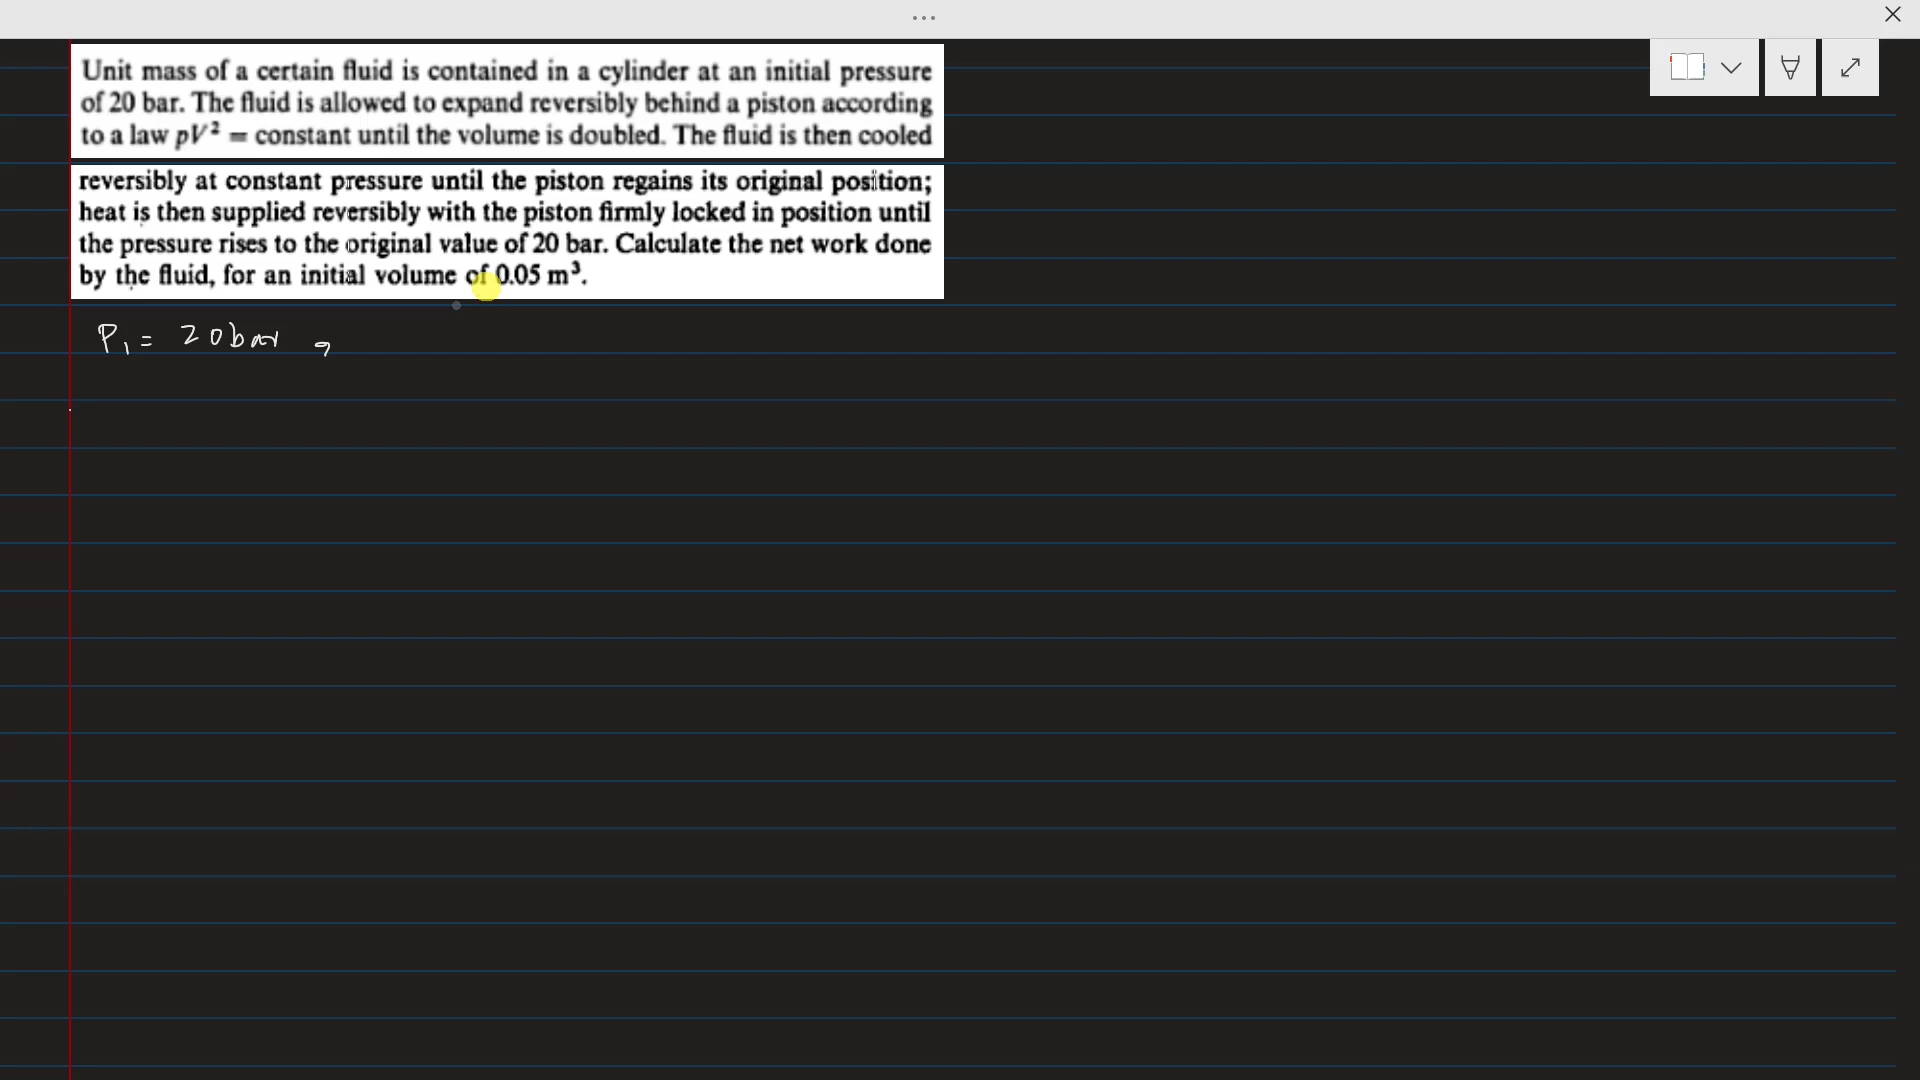 Unit mass of a certain fluid is contained in a cylinder at an initial pressure
of 20 bar. The fluid is allowed to expand reversibly behind a piston according
to a law pV² = constant until the volume is doubled. The fluid is then cooled
reversibly at constant pressure until the piston regains its original position;
heat is then supplied reversibly with the piston firmly locked in position until
the pressure rises to the original value of 20 bar. Calculate the net work done
by the fluid, for an initial volume of 0.05 m³.
P₁ = 20 bar ,